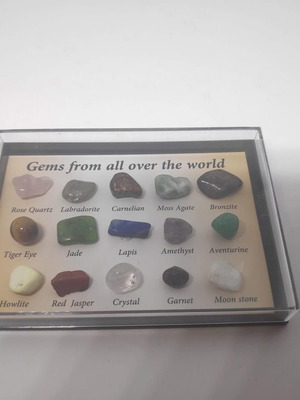 Gems from all over the world
Rose Quartz Labradorite Carnelian Moss Agate Bronzite
Tiger Eye Jade Lapis Amethyst Aventurine
Howlite Red Jasper Crystal Garnet Moon stone